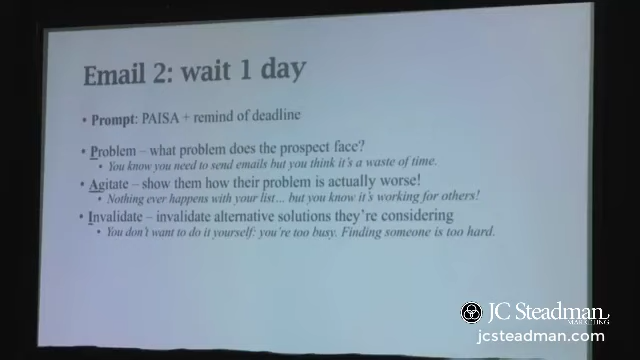 Email 2: wait 1 day
• Prompt: PAISA + remind of deadline
• Problem – what problem does the prospect face?
• You know you need to send emails but you think it's a waste of time.
• Agitate – show them how their problem is actually worse!
• Nothing ever happens with your list... but you know it's working for others!
• Invalidate – invalidate alternative solutions they're considering
• You don't want to do it yourself: you're too busy. Finding someone is too hard.
JC Steadman
MARKETING
jcsteadman.com